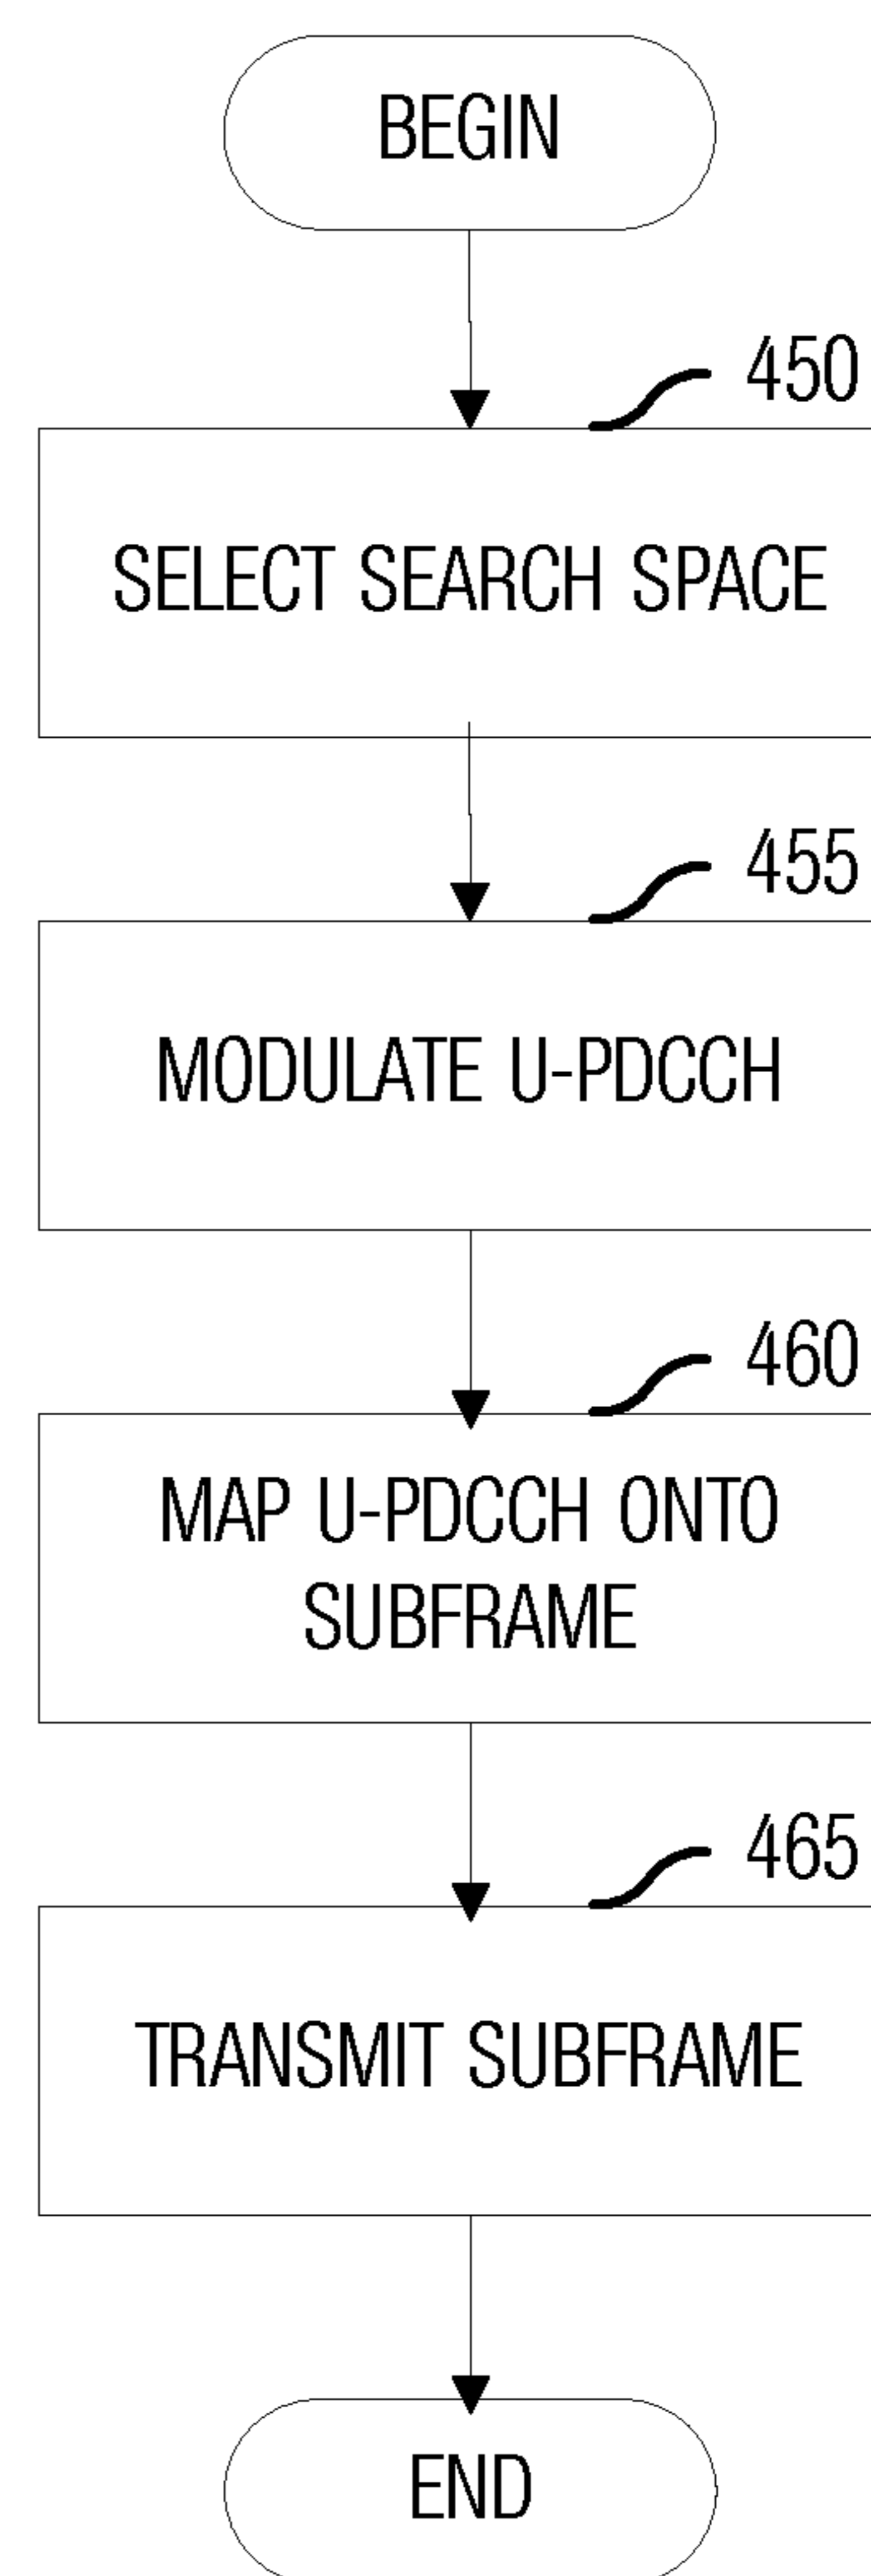 BEGIN
450
SELECT SEARCH SPACE
455
MODULATE U-PDCCH
460
MAP U-PDCCH ONTO
SUBFRAME
465
TRANSMIT SUBFRAME
END